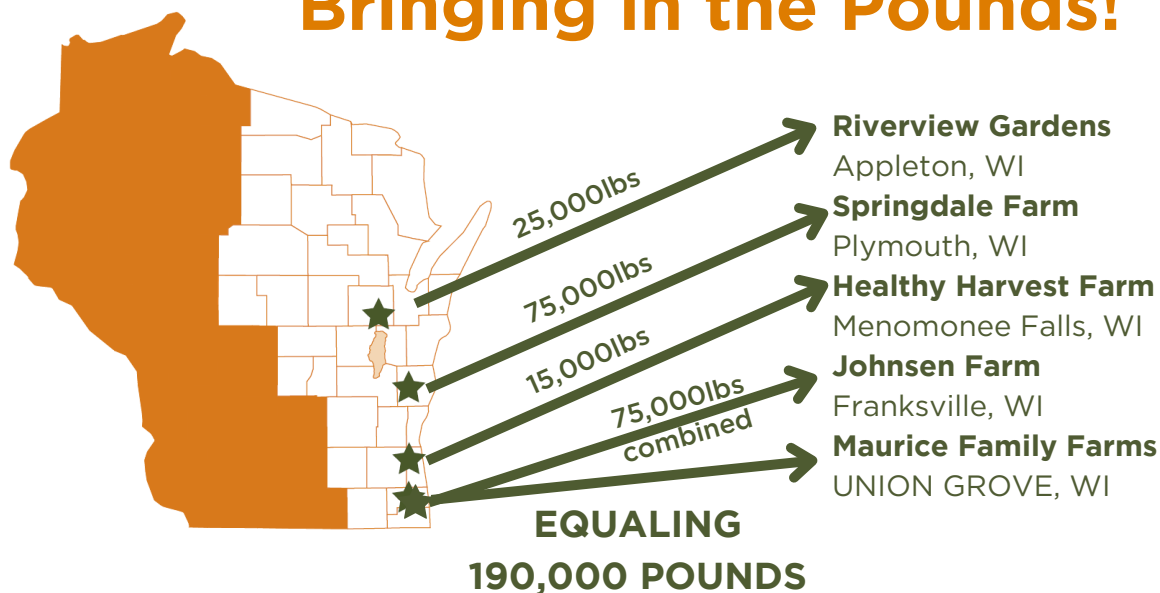 Bringing in the Pounds!
25,000lbs
Riverview Gardens
Appleton, WI
75,000lbs
Springdale Farm
Plymouth, WI
15,000lbs
Healthy Harvest Farm
Menomonee Falls, WI
75,000lbs
combined
Johnsen Farm
Franksville, WI
Maurice Family Farms
UNION GROVE, WI
EQUALING
190,000 POUNDS